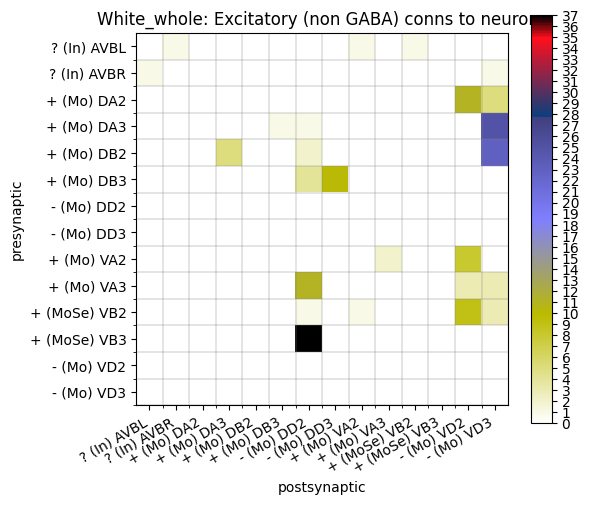 White_whole: Excitatory (non GABA) conns to neuron
? (In) AVBL
? (In) AVBR
+ (Mo) DA2
+ (Mo) DA3
+ (Mo) DB2
+ (Mo) DB3
- (Mo) DD2
- (Mo) DD3
+ (Mo) VA2
+ (Mo) VA3
+ (MoSe) VB2
+ (MoSe) VB3
- (Mo) VD2
- (Mo) VD3
presynaptic
? (In) AVBL
? (In) AVBR
+ (Mo) DA2
+ (Mo) DA3
+ (Mo) DB2
+ (Mo) DB3
- (Mo) DD2
- (Mo) DD3
+ (Mo) VA2
+ (Mo) VA3
+ (MoSe) VB2
+ (MoSe) VB3
- (Mo) VD2
- (Mo) VD3
postsynaptic
37
36
35
34
33
32
31
30
29
28
27
26
25
24
23
22
21
20
19
18
17
16
15
14
13
12
11
10
9
8
7
6
5
4
3
2
1
0